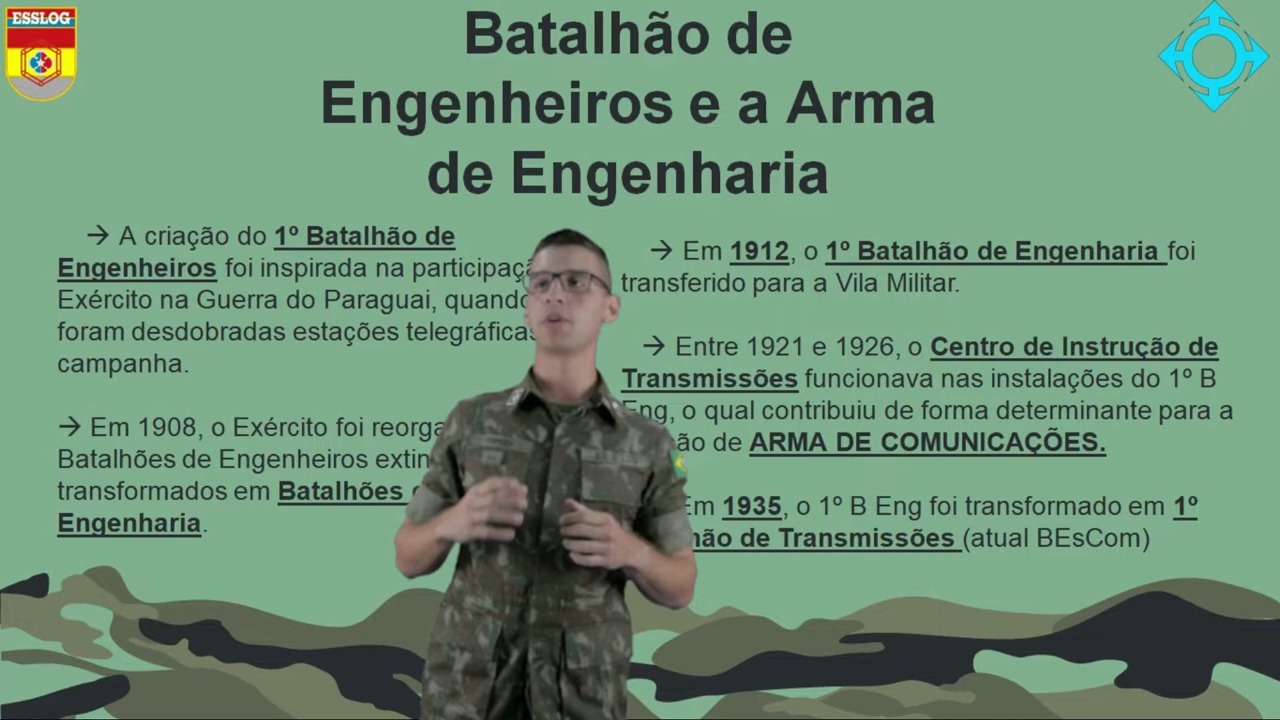 ESSLOG
Batalhão de
Engenheiros e a Arma
de Engenharia
→ A criação do 1º Batalhão de
Engenheiros foi inspirada na
Exército na Guerra do Paraguai,
foram desdobradas estações
campanha.
→ Em 1908, o Exército foi
Batalhões de Engenheiros
transformados em Batalhões
Engenharia.
→ Em 1912, o 1º Batalhão de Engenharia foi
transferido para a Vila Militar.
→ Entre 1921 e 1926, o Centro de Instrução de
Transmissões funcionava nas instalações do 1º B
Eng, o qual contribuiu de forma determinante para a
de ARMA DE COMUNICAÇÕES.
Em 1935, o 1º B Eng foi transformado em 1º
de Transmissões (atual BEsCom)